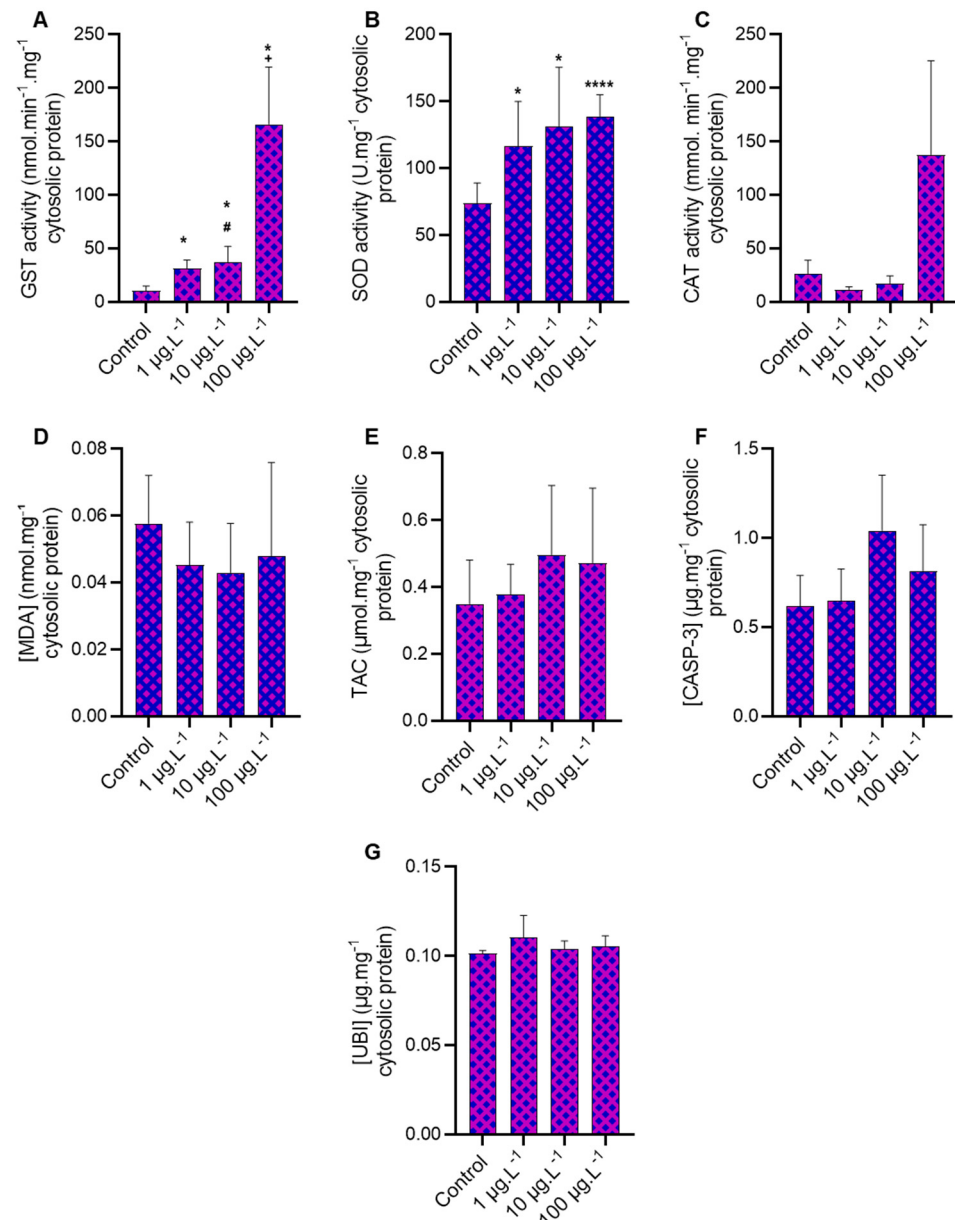 A
GST activity (nmol.min⁻¹.mg⁻¹
cytosolic protein)
250
200
150
100
50
0
*
*
#
*
+
Control
1 µg.L⁻¹
10 µg.L⁻¹
100 µg.L⁻¹
B
SOD activity (U.mg⁻¹ cytosolic
protein)
200
150
100
50
0
*
*
****
Control
1 µg.L⁻¹
10 µg.L⁻¹
100 µg.L⁻¹
C
CAT activity (mmol. min⁻¹.mg⁻¹
cytosolic protein)
250
200
150
100
50
0
Control
1 µg.L⁻¹
10 µg.L⁻¹
100 µg.L⁻¹
D
[MDA] (nmol.mg⁻¹
cytosolic protein)
0.08
0.06
0.04
0.02
0.00
Control
1 µg.L⁻¹
10 µg.L⁻¹
100 µg.L⁻¹
E
TAC (µmol.mg⁻¹ cytosolic
protein)
0.8
0.6
0.4
0.2
0.0
Control
1 µg.L⁻¹
10 µg.L⁻¹
100 µg.L⁻¹
F
[CASP-3] (µg.mg⁻¹ cytosolic
protein)
1.5
1.0
0.5
0.0
Control
1 µg.L⁻¹
10 µg.L⁻¹
100 µg.L⁻¹
G
[UBI] (µg.mg⁻¹
cytosolic protein)
0.15
0.10
0.05
0.00
Control
1 µg.L⁻¹
10 µg.L⁻¹
100 µg.L⁻¹